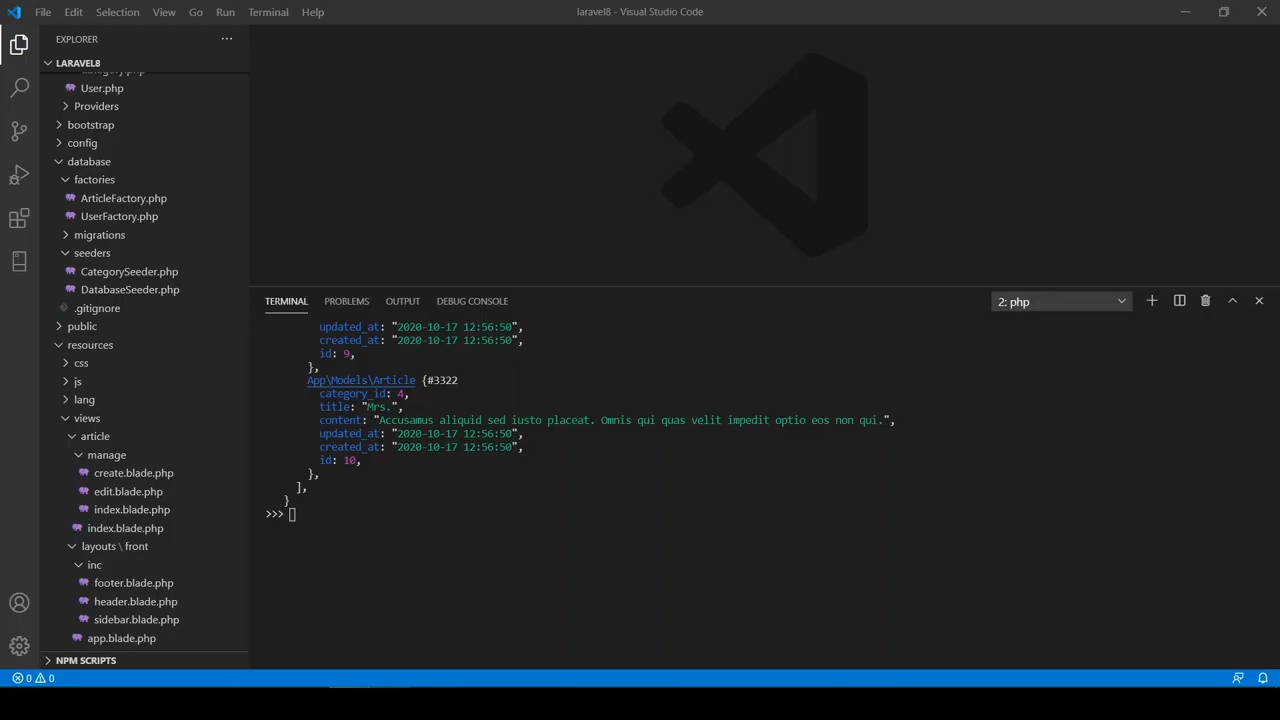 File Edit Selection View Go Run Terminal Help
laravel8 - Visual Studio Code
EXPLORER
LARAVEL8
Category.php
User.php
Providers
bootstrap
config
database
factories
ArticleFactory.php
UserFactory.php
migrations
seeders
CategorySeeder.php
DatabaseSeeder.php
.gitignore
public
resources
css
js
lang
views
article
manage
create.blade.php
edit.blade.php
index.blade.php
index.blade.php
layouts \ front
inc
footer.blade.php
header.blade.php
sidebar.blade.php
app.blade.php
NPM SCRIPTS
TERMINAL PROBLEMS OUTPUT DEBUG CONSOLE
2: php
updated_at: "2020-10-17 12:56:50",
created_at: "2020-10-17 12:56:50",
id: 9,
},
App\Models\Article {#3322
category_id: 4,
title: "Mrs.",
content: "Accusamus aliquid sed iusto placeat. Omnis qui quas velit impedit optio eos non qui.",
updated_at: "2020-10-17 12:56:50",
created_at: "2020-10-17 12:56:50",
id: 10,
},
],
}
>>>
0 0